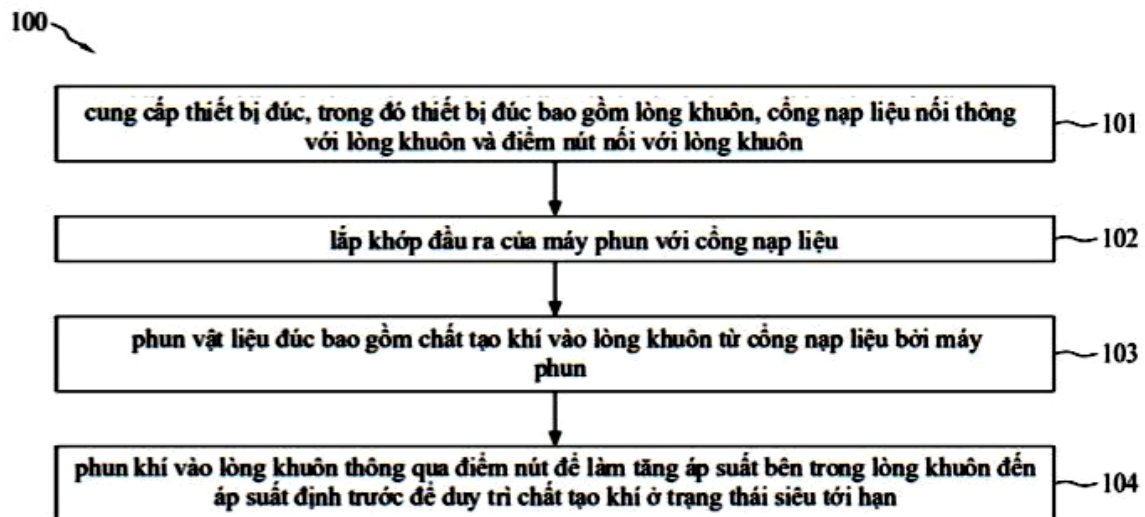 100
cung cấp thiết bị đúc, trong đó thiết bị đúc bao gồm lòng khuôn, cổng nạp liệu nối thông
với lòng khuôn và điểm nút nối với lòng khuôn
101
lắp khớp đầu ra của máy phun với cổng nạp liệu
102
phun vật liệu đúc bao gồm chất tạo khí vào lòng khuôn từ cổng nạp liệu bởi máy
phun
103
phun khí vào lòng khuôn thông qua điểm nút để làm tăng áp suất bên trong lòng khuôn đến
áp suất định trước để duy trì chất tạo khí ở trạng thái siêu tới hạn
104